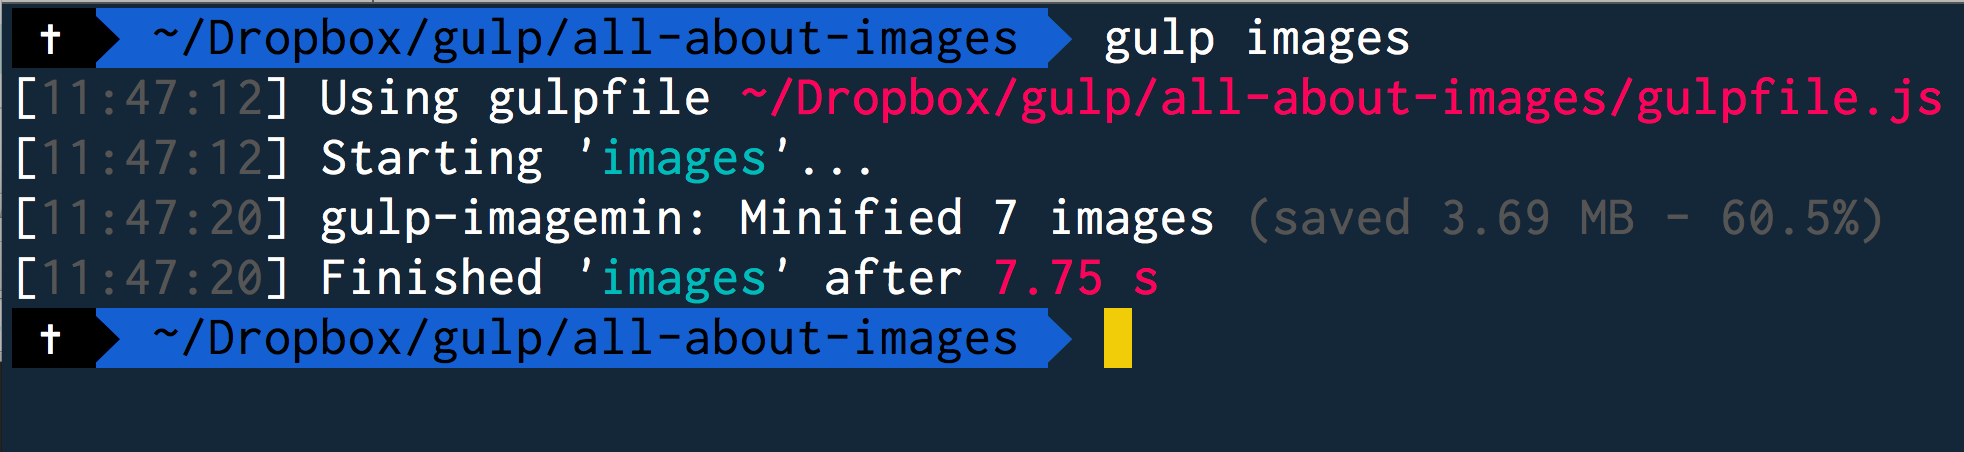 † ~/Dropbox/gulp/all-about-images gulp images
[11:47:12] Using gulpfile ~/Dropbox/gulp/all-about-images/gulpfile.js
[11:47:12] Starting 'images'...
[11:47:20] gulp-imagemin: Minified 7 images (saved 3.69 MB - 60.5%)
[11:47:20] Finished 'images' after 7.75 s
† ~/Dropbox/gulp/all-about-images